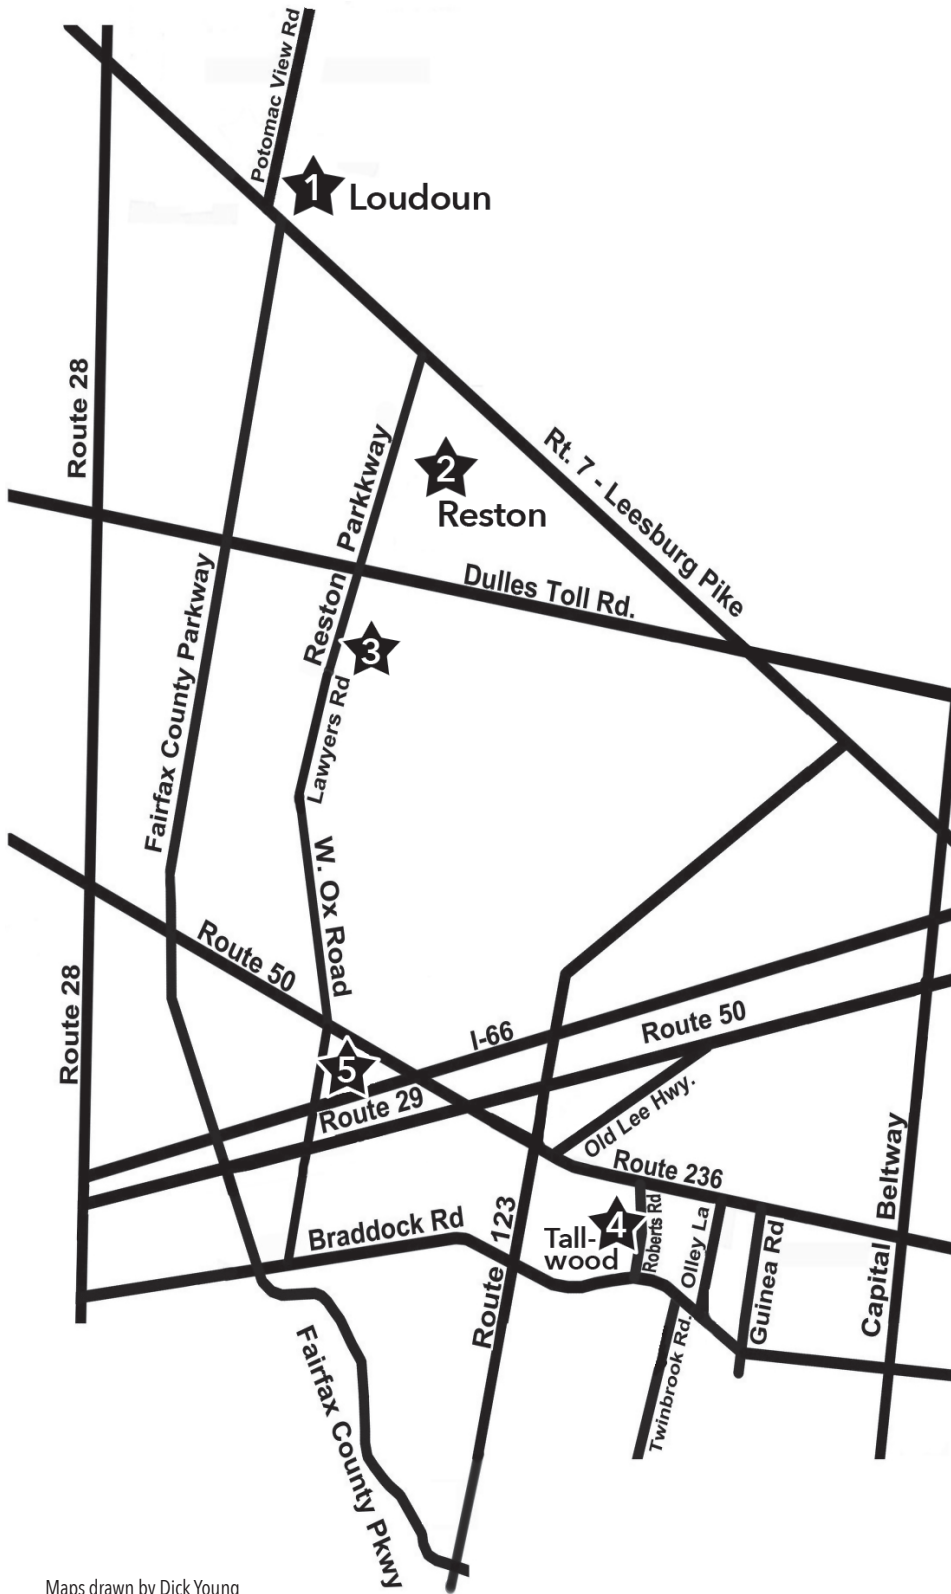 Potomac View Rd
1
Loudoun
Route 28
Reston Parkkway
2
Reston
Rt. 7 - Leesburg Pike
Dulles Toll Rd.
Fairfax County Parkway
3
Lawyers Rd
W. Ox Road
Route 50
Route 28
I-66
Route 50
5
Route 29
Old Lee Hwy.
Route 236
Capital Beltway
Braddock Rd
Route 123
4
Tall-
wood
Roberts Rd
Olley La
Guinea Rd
Twinbrook Rd.
Fairfax County Pkwy
Maps drawn by Dick Young